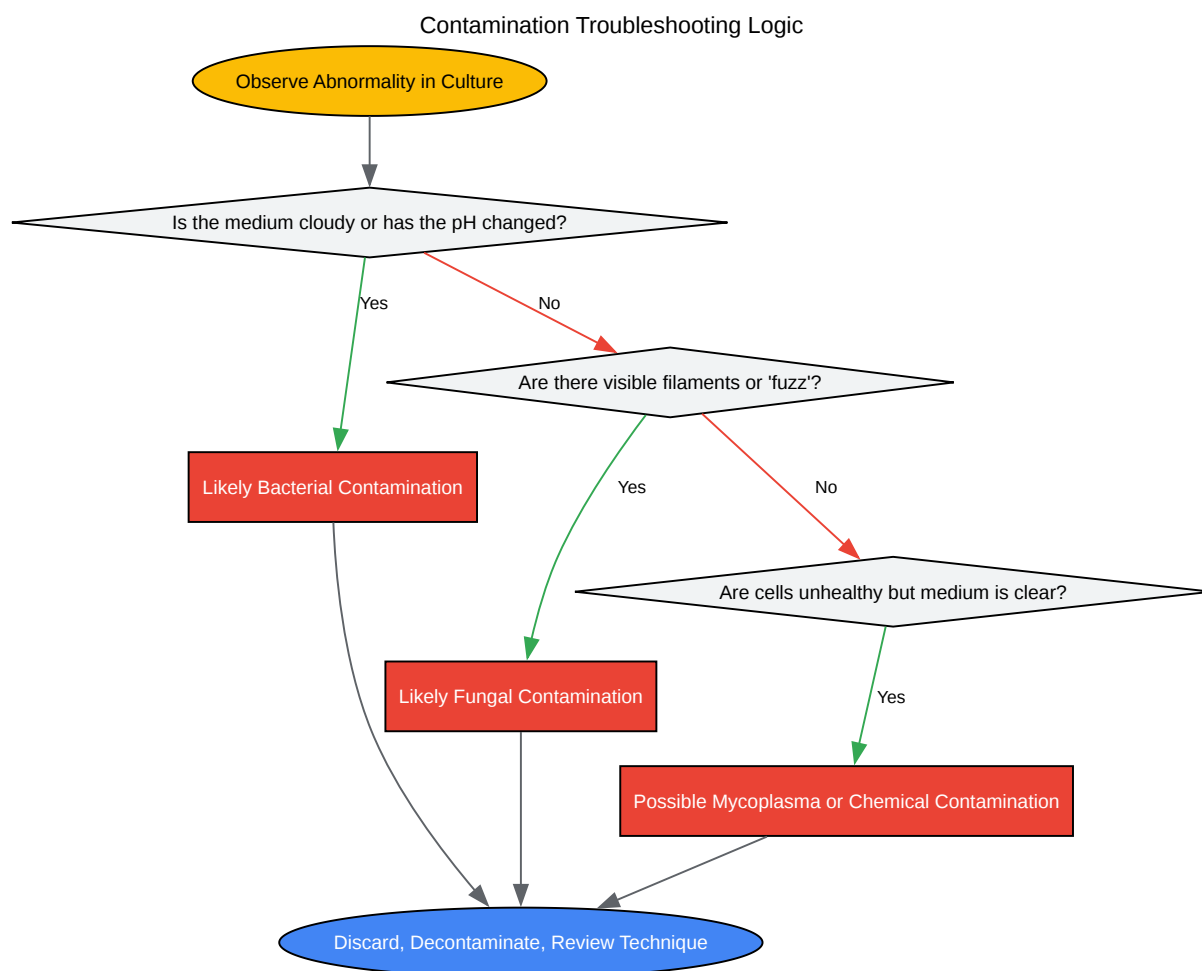 Contamination Troubleshooting Logic
Observe Abnormality in Culture
Is the medium cloudy or has the pH changed?
Yes
No
Are there visible filaments or 'fuzz'?
Likely Bacterial Contamination
Yes
No
Are cells unhealthy but medium is clear?
Likely Fungal Contamination
Yes
Possible Mycoplasma or Chemical Contamination
Discard, Decontaminate, Review Technique